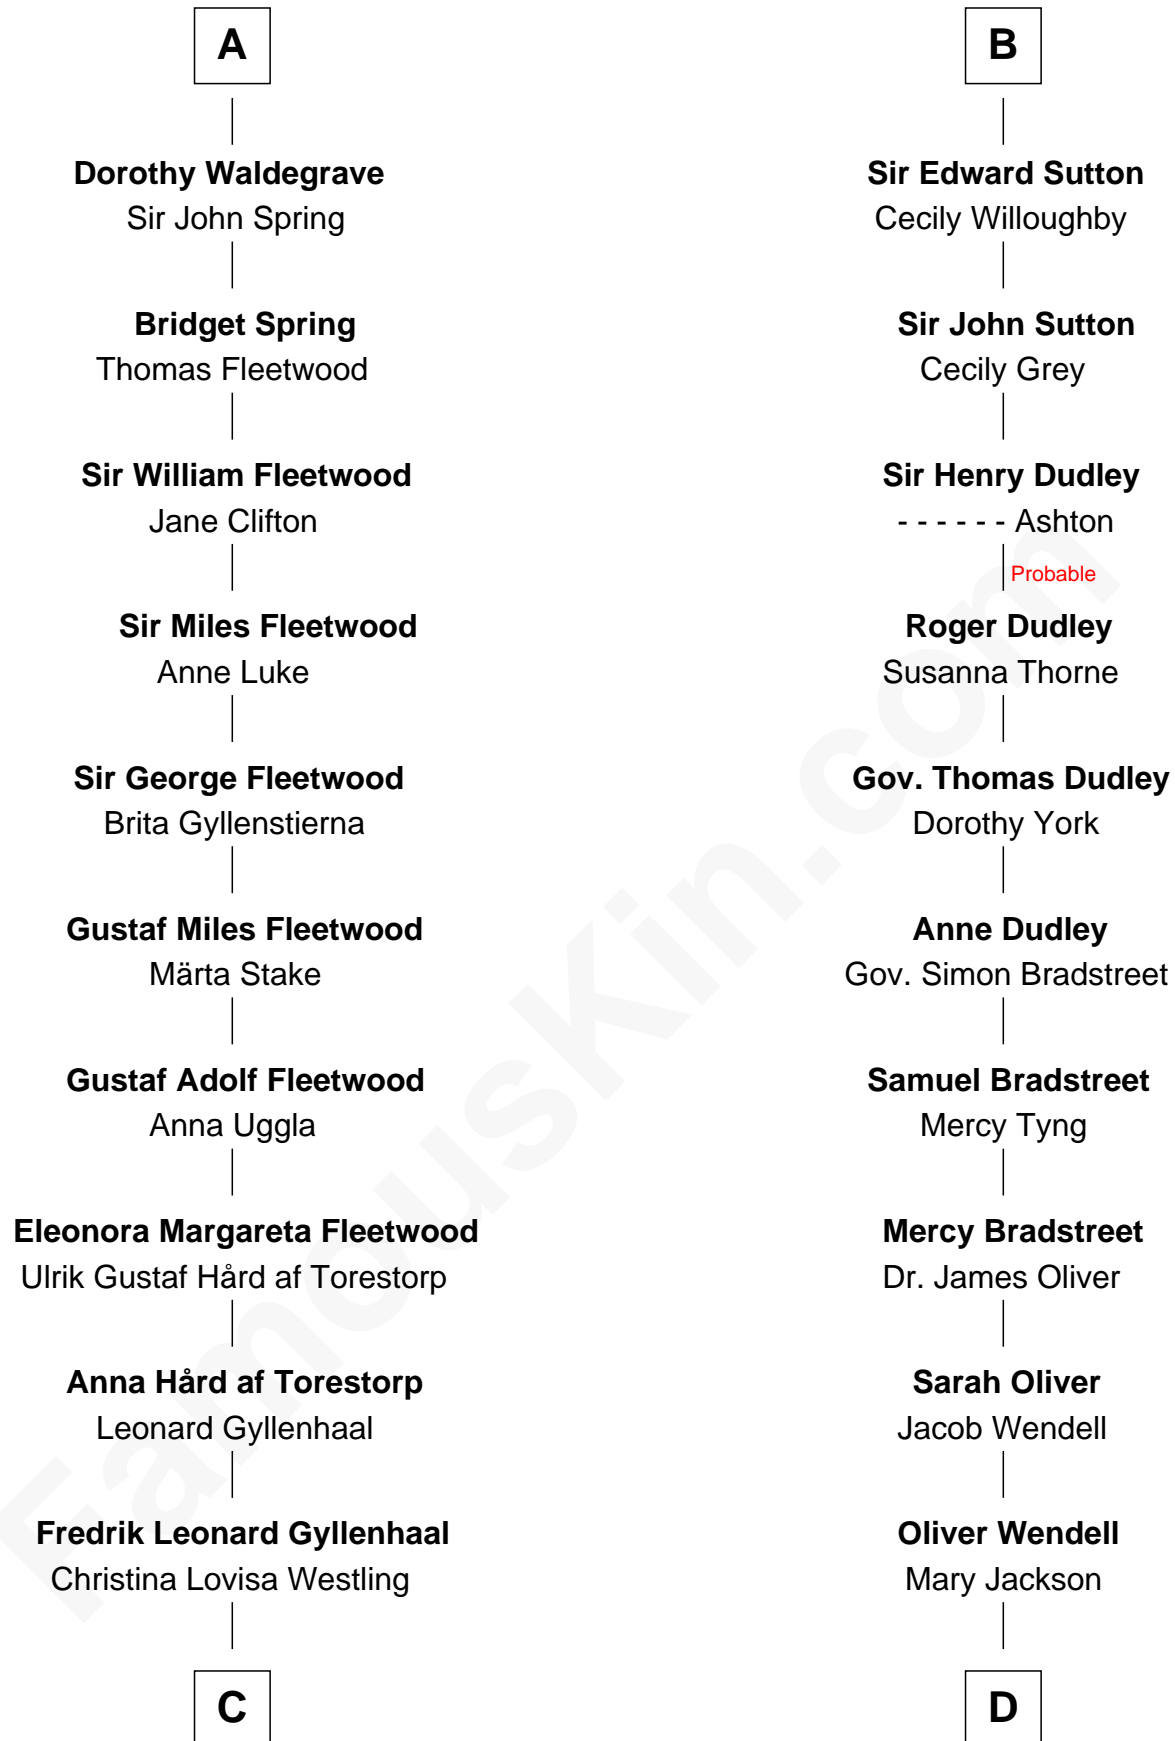 A
Dorothy Waldegrave
Sir John Spring
Bridget Spring
Thomas Fleetwood
Sir William Fleetwood
Jane Clifton
Sir Miles Fleetwood
Anne Luke
Sir George Fleetwood
Brita Gyllenstierna
Gustaf Miles Fleetwood
Märta Stake
Gustaf Adolf Fleetwood
Anna Uggla
Eleonora Margareta Fleetwood
Ulrik Gustaf Hård af Torestorp
Anna Hård af Torestorp
Leonard Gyllenhaal
Fredrik Leonard Gyllenhaal
Christina Lovisa Westling
C
B
Sir Edward Sutton
Cecily Willoughby
Sir John Sutton
Cecily Grey
Sir Henry Dudley
- - - - - - Ashton
Probable
Roger Dudley
Susanna Thorne
Gov. Thomas Dudley
Dorothy York
Anne Dudley
Gov. Simon Bradstreet
Samuel Bradstreet
Mercy Tyng
Mercy Bradstreet
Dr. James Oliver
Sarah Oliver
Jacob Wendell
Oliver Wendell
Mary Jackson
D
FamousKin.com